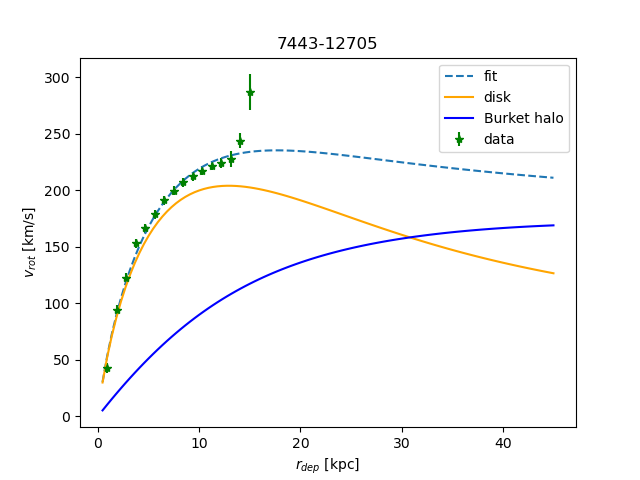 7443-12705
fit
disk
Burket halo
data
300
250
200
150
100
50
0
v_rot [km/s]
0 10 20 30 40
r_dep [kpc]